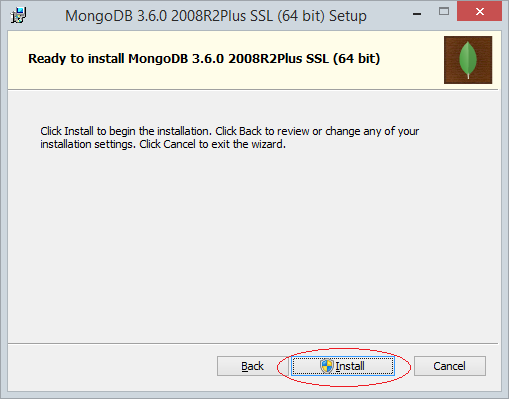 MongoDB 3.6.0 2008R2Plus SSL (64 bit) Setup
Ready to install MongoDB 3.6.0 2008R2Plus SSL (64 bit)
Click Install to begin the installation. Click Back to review or change any of your
installation settings. Click Cancel to exit the wizard.
Back Install Cancel